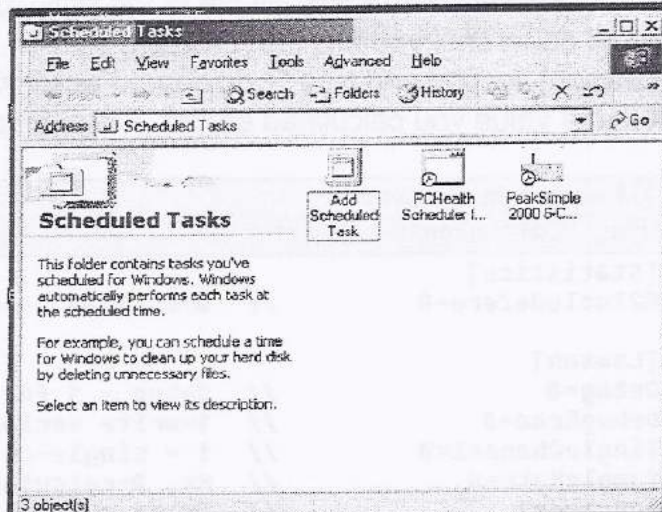 Scheduled Tasks
File Edit View Favorites Tools Advanced Help
Search Folders History
Address Scheduled Tasks Go
Add Scheduled Task
PCHealth Scheduler f...
PeakSimple 2000 6-C...
Scheduled Tasks
This folder contains tasks you've
scheduled for Windows. Windows
automatically performs each task at
the scheduled time.
For example, you can schedule a time
for Windows to clean up your hard disk
by deleting unnecessary files.
Select an item to view its description.
3 object(s)